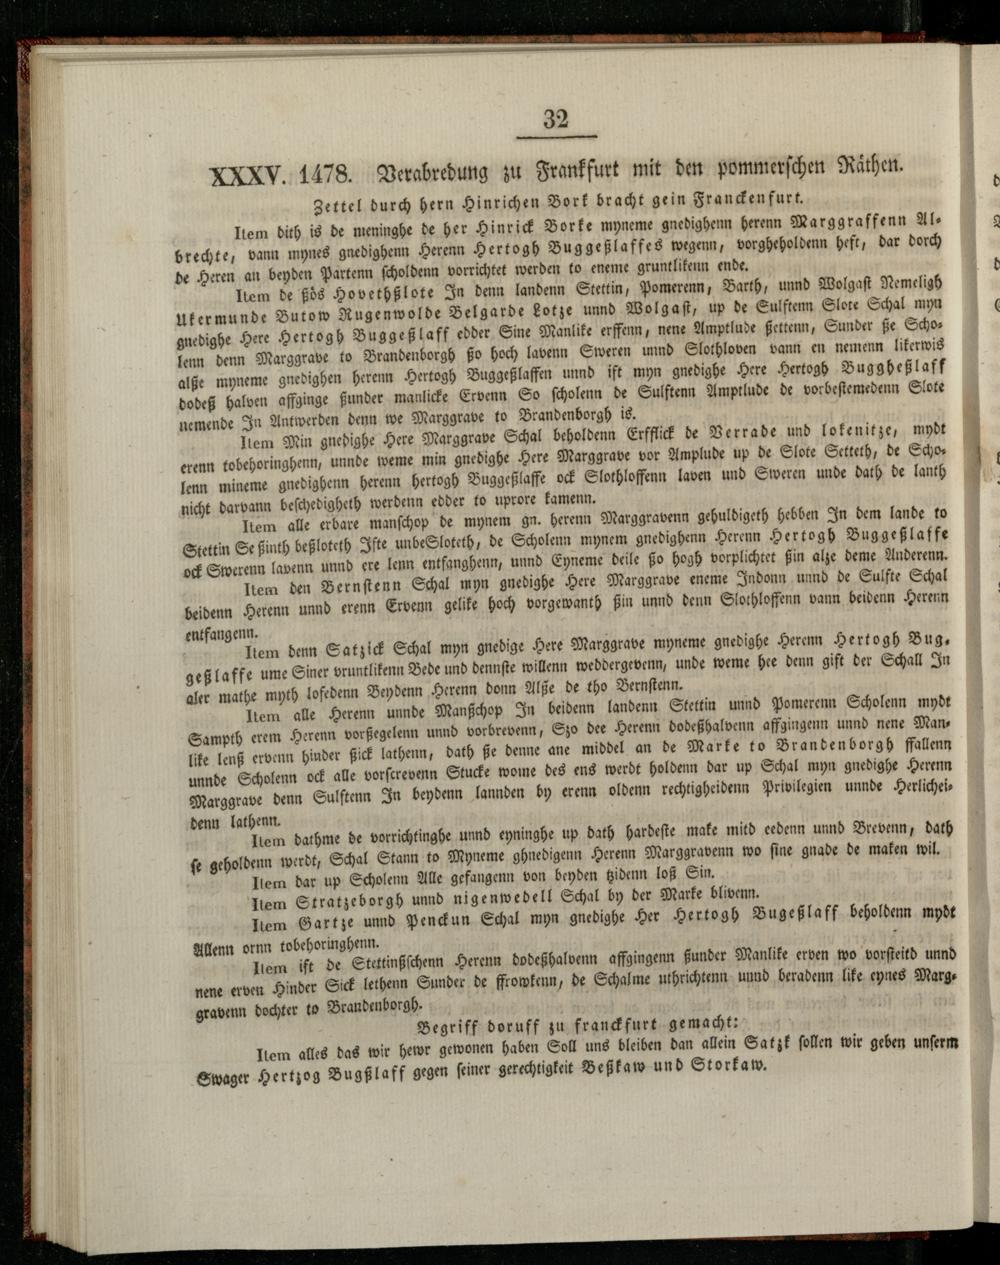 32
XXXV. 1478. Verabredung zu Frankfurt mit den pommerschen Räthen.
Zettel durch hern Hinrichen Bork bracht gein Franckenfurt.
Item dith is de meninghe de her Hinrick Borke myneme gnedighenn herenn Marggraffenn Al-
brechte, vann mynes gnedighenn Herenn Hertogh Buggeßlaffes wegenn, vorgheholdenn heft, dar dorch
de Heren an beyden Partenn scholdenn vorrichtet werden to eneme gruntlikenn ende.
Item de ßös Hovethßlote In denn landenn Stettin, Pomerenn, Barth, unnd Wolgast Nemeligh
Ukermunde Butow Rugenwolde Belgarde Lotze unnd Wolgast, up de Sulftenn Slote Schal myn
gnedighe Here Hertogh Buggeßlaff edder Sine Manlike erffenn, nene Amptlude ßettenn, Sunder ße Scho-
lenn denn Marggrave to Brandenborgh ßo hoch lavenn Sweren unnd Slothloven vann en nemenn likerwis
alße myneme gnedighen herenn Hertogh Buggeßlaffen unnd ift myn gnedighe Here Hertogh Buggheßlaff
dodeß halven affginge ßunder manlicke Ervenn So scholenn de Sulftenn Amptlude de vorbestemedenn Slote
nemende In Antwerden denn we Marggrave to Brandenborgh is.
Item Min gnedighe Here Marggrave Schal beholdenn Erfflick de Verrade und lokenitze, mydt
erenn tobehoringhenn, unnde weme min gnedighe Here Marggrave vor Amplude up de Slote Setteth, de Scho-
lenn mineme gnedighenn herenn hertogh Buggeßlaffe ock Slothloffenn laven und Sweren unde dath de lanth
nicht darvann beschedigheth werdenn edder to uprore kamenn.
Item alle erbare manschop de mynem gn. herenn Marggravenn gehuldigeth hebben In dem lande to
Stettin Se ßinth beßloteth Ifte unbeSloteth, de Scholenn mynem gnedighenn Herenn Hertogh Buggeßlaffe
ock Swerenn lavenn unnd ere lenn entfanghenn, unnd Eyneme deile ßo hogh vorplichtet ßin alze deme Anderenn.
Item den Bernstenn Schal myn gnedighe Here Marggrave eneme Indonn unnd de Sulfte Schal
beidenn Herenn unnd erenn Ervenn gelike hoch vorgewanth ßin unnd denn Slothloffenn vann beidenn Herenn
entfangenn.
Item denn Satzick Schal myn gnedige Here Marggrave myneme gnedighe Herenn Hertogh Bug-
geßlaffe ume Siner vruntlikenn Bede und dennste willenn weddergevenn, unde weme hee denn gift der Schall In
aler mathe myth lofedenn Beydenn Herenn donn Alße de tho Bernstenn.
Item alle Herenn unnde Manßchop In beidenn landenn Stettin unnd Pomerenn Scholenn mydt
Sampth erem Herenn vorßegelenn unnd vorbrevenn, Szo dee Herenn dodeßhalvenn affgingenn unnd nene Man-
like lenß ervenn hinder ßick lathenn, dath ße denne ane middel an de Marke to Brandenborgh ffallenn
unnde Scholenn ock alle vorscrevenn Stucke wome des ens werdt holdenn dar up Schal myn gnedighe Herenn
Marggrave denn Sulftenn In beydenn lannden by erenn oldenn rechtigheidenn Privilegien unnde Herlichei-
denn lathenn.
Item dathme de vorrichtinghe unnd eyninghe up dath hardeste make mitd eedenn unnd Brevenn, dath
se geholdenn werdt, Schal Stann to Myneme ghnedigenn Herenn Marggravenn wo sine gnade de maken wil.
Item dar up Scholenn Alle gefangenn von beyden tzidenn loß Sin.
Item Stratzeborgh unnd nigenwedell Schal by der Marke blivenn.
Item Gartze unnd Penckun Schal myn gnedighe Her Hertogh Bugeßlaff beholdenn mydt
Allenn ornn tobehoringhenn.
Item ift de Stettinßschenn Herenn dodeßhalvenn affgingenn ßunder Manlike erven wo vorsteitd unnd
nene erven Hinder Sick lethenn Sunder de ffrowkenn, de Schalme uthrichtenn unnd beradenn like eynes Marg-
gravenn dochter to Brandenborgh.
Begriff doruff zu franckfurt gemacht:
Item alles das wir hewr gewonen haben Soll uns bleiben dan allein Satzk sollen wir geben unserm
Swager Hertzog Bugßlaff gegen seiner gerechtigkeit Beßkaw und Storkaw.